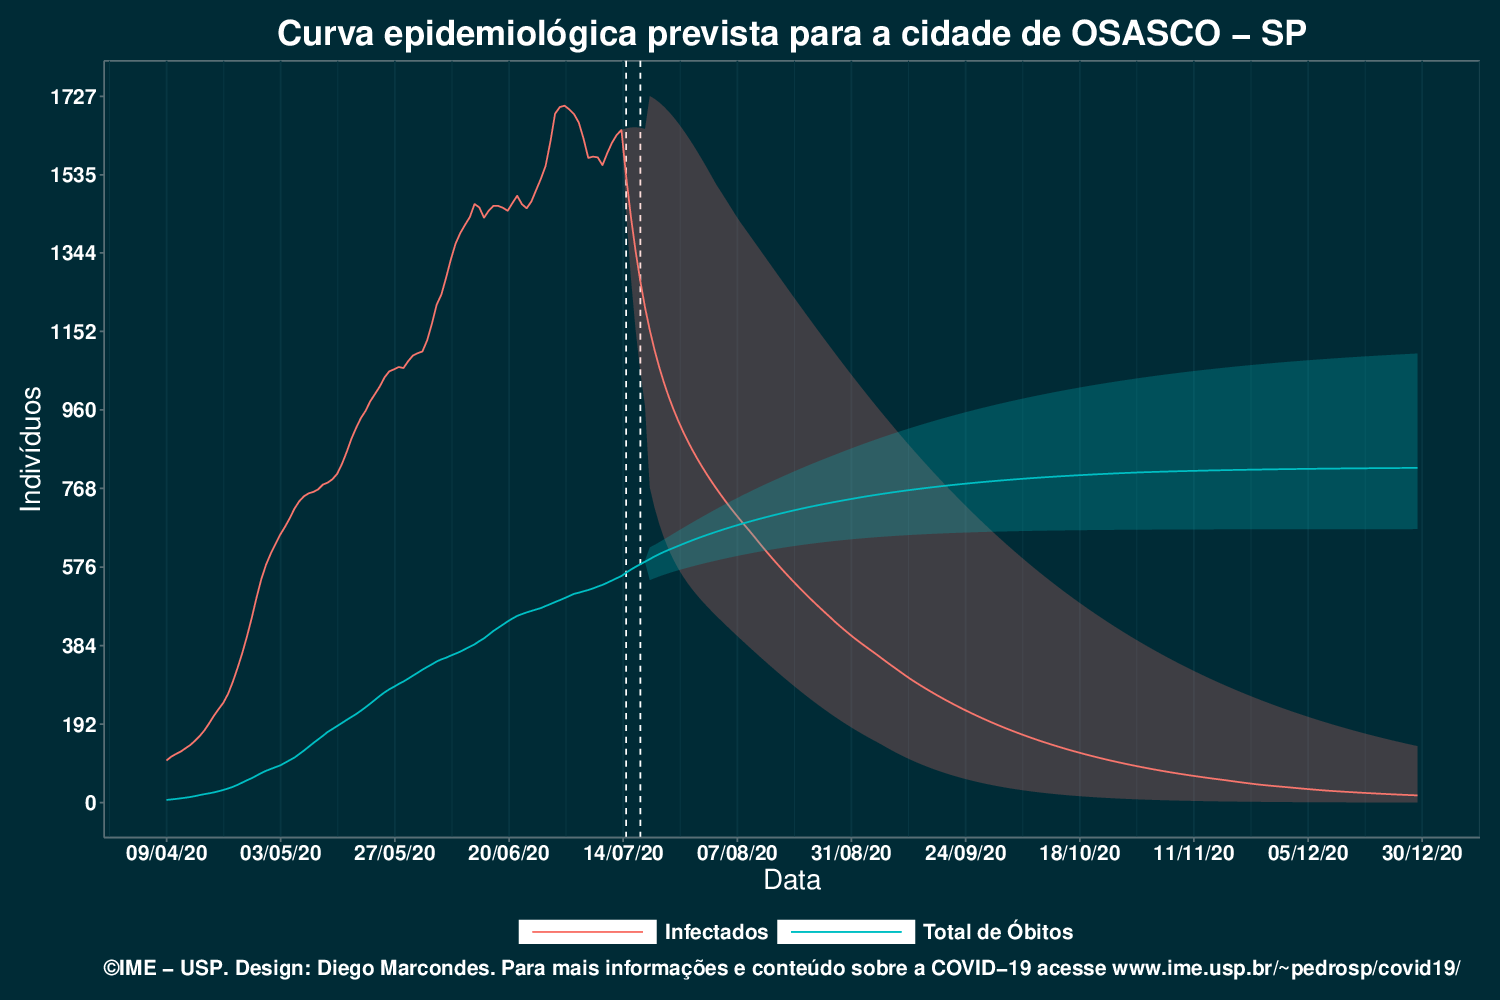 Curva epidemiológica prevista para a cidade de OSASCO – SP
Indivíduos
1727
1535
1344
1152
960
768
576
384
192
0
09/04/20 03/05/20 27/05/20 20/06/20 14/07/20 07/08/20 31/08/20 24/09/20 18/10/20 11/11/20 05/12/20 30/12/20
Data
Infectados Total de Óbitos
©IME – USP. Design: Diego Marcondes. Para mais informações e conteúdo sobre a COVID–19 acesse www.ime.usp.br/~pedrosp/covid19/